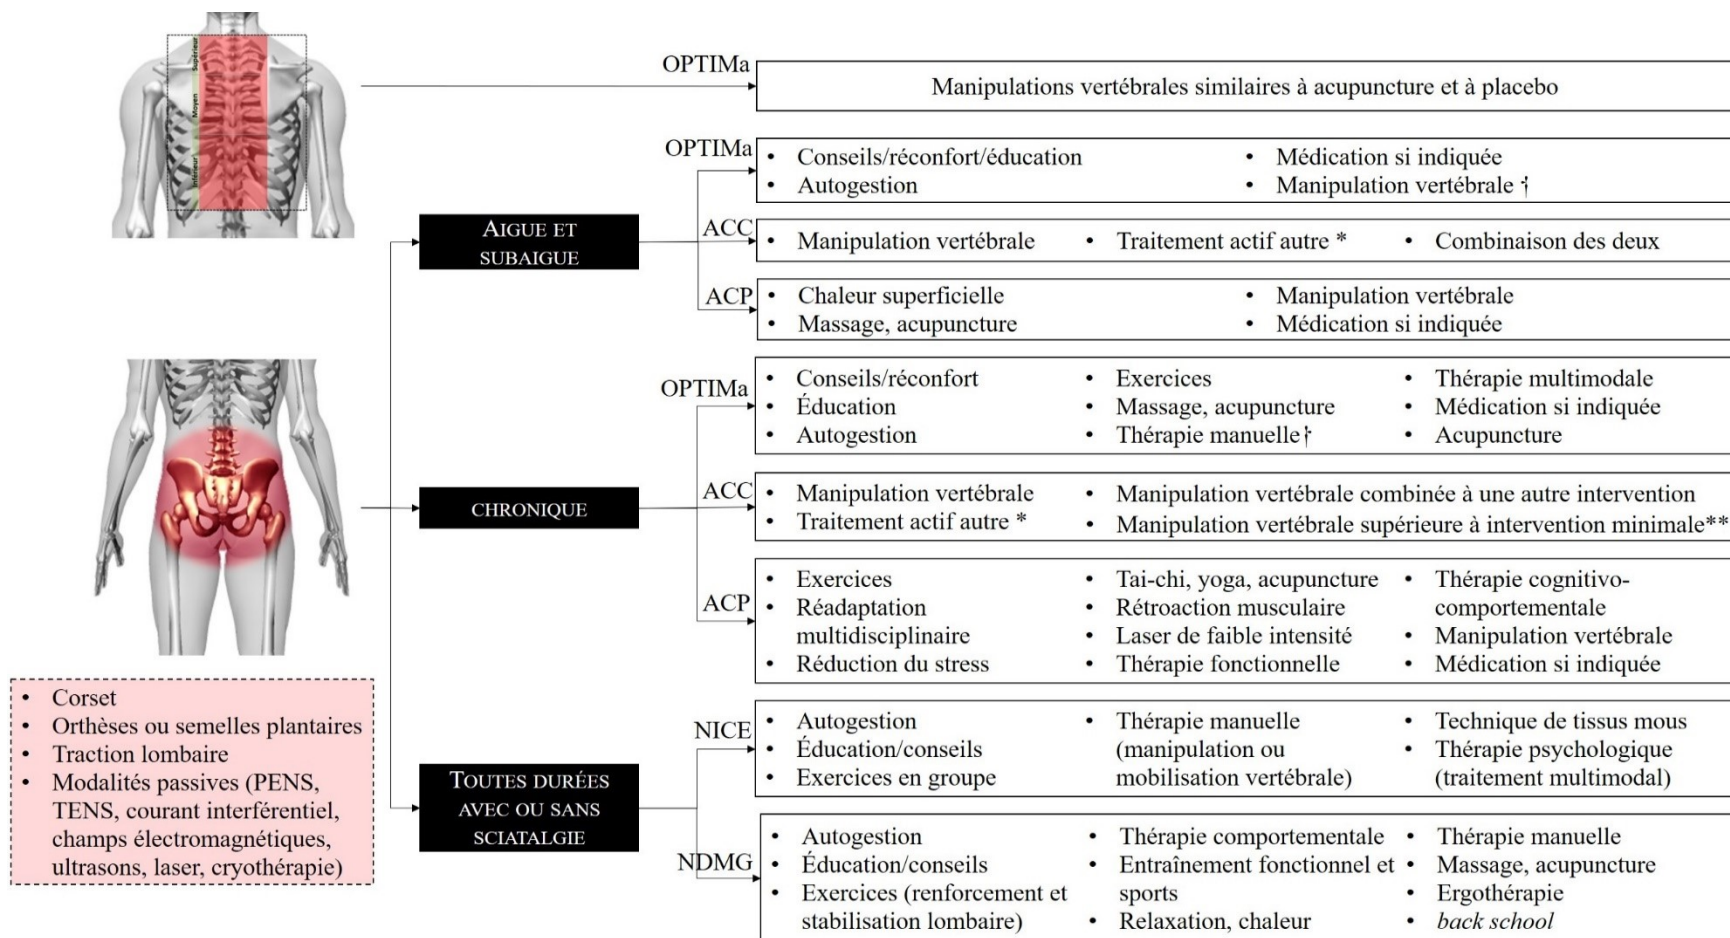 Supérieur
Moyen
Inférieur
OPTIMa
Manipulations vertébrales similaires à acupuncture et à placebo
AIGUE ET
SUBAIGUE
OPTIMa
• Conseils/réconfort/éducation
• Autogestion
• Médication si indiquée
• Manipulation vertébrale †
ACC
• Manipulation vertébrale
• Traitement actif autre *
• Combinaison des deux
ACP
• Chaleur superficielle
• Massage, acupuncture
• Manipulation vertébrale
• Médication si indiquée
CHRONIQUE
OPTIMa
• Conseils/réconfort
• Éducation
• Autogestion
• Exercices
• Massage, acupuncture
• Thérapie manuelle †
• Thérapie multimodale
• Médication si indiquée
• Acupuncture
ACC
• Manipulation vertébrale
• Traitement actif autre *
• Manipulation vertébrale combinée à une autre intervention
• Manipulation vertébrale supérieure à intervention minimale**
ACP
• Exercices
• Réadaptation
multidisciplinaire
• Réduction du stress
• Tai-chi, yoga, acupuncture
• Rétroaction musculaire
• Laser de faible intensité
• Thérapie fonctionnelle
• Thérapie cognitivo-
comportementale
• Manipulation vertébrale
• Médication si indiquée
TOUTES DURÉES
AVEC OU SANS
SCIATALGIE
NICE
• Autogestion
• Éducation/conseils
• Exercices en groupe
• Thérapie manuelle
(manipulation ou
mobilisation vertébrale)
• Technique de tissus mous
• Thérapie psychologique
(traitement multimodal)
NDMG
• Autogestion
• Éducation/conseils
• Exercices (renforcement et
stabilisation lombaire)
• Thérapie comportementale
• Entraînement fonctionnel et
sports
• Relaxation, chaleur
• Thérapie manuelle
• Massage, acupuncture
• Ergothérapie
• back school
• Corset
• Orthèses ou semelles plantaires
• Traction lombaire
• Modalités passives (PENS,
TENS, courant interférentiel,
champs électromagnétiques,
ultrasons, laser, cryothérapie)